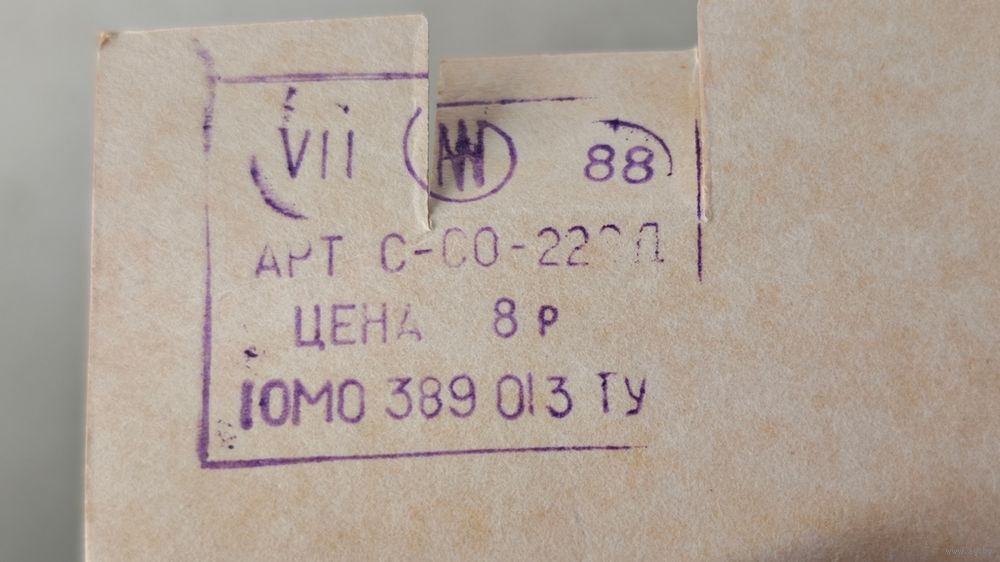 VII 88
АРТ
ЦЕНА 8 р
ЮМО 389 013 ТУ